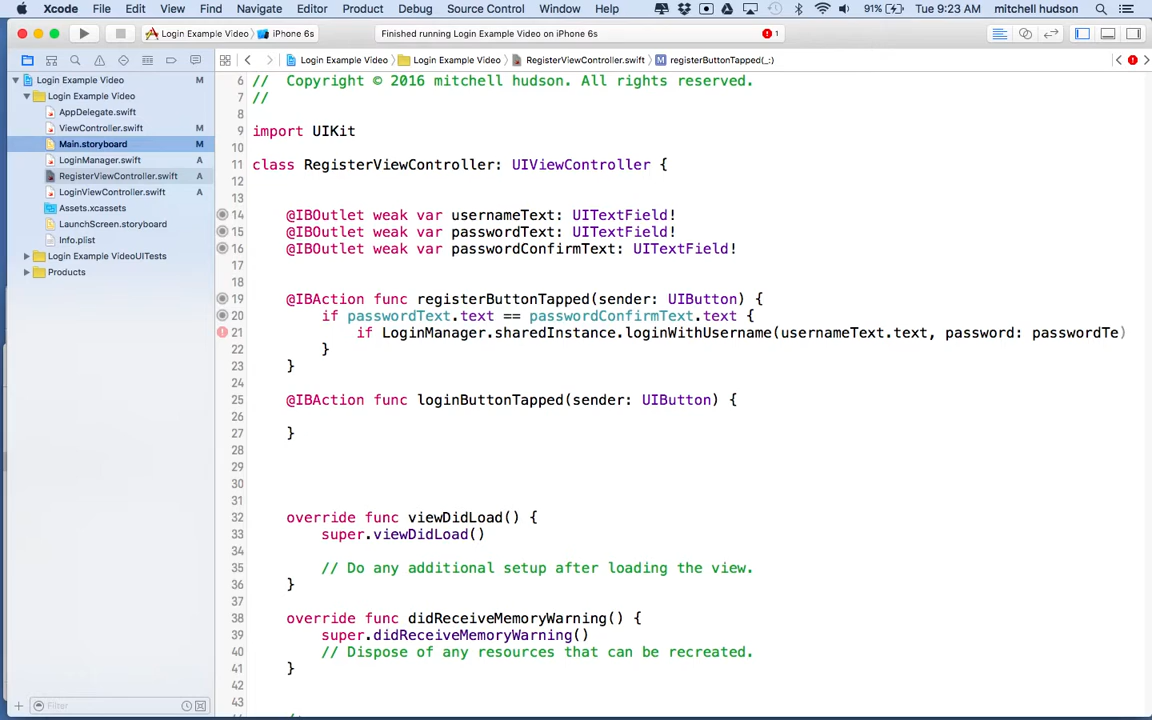 Xcode File Edit View Find Navigate Editor Product Debug Source Control Window Help 91% Tue 9:23 AM mitchell hudson
Login Example Video iPhone 6s Finished running Login Example Video on iPhone 6s 1
Login Example Video Login Example Video RegisterViewController.swift M registerButtonTapped(_:)
Login Example Video M
Login Example Video
AppDelegate.swift
ViewController.swift M
Main.storyboard M
LoginManager.swift A
RegisterViewController.swift A
LoginViewController.swift A
Assets.xcassets
LaunchScreen.storyboard
Info.plist
Login Example VideoUITests
Products
Filter
6 // Copyright © 2016 mitchell hudson. All rights reserved.
7 //
8
9 import UIKit
10
11 class RegisterViewController: UIViewController {
12
13
14 @IBOutlet weak var usernameText: UITextField!
15 @IBOutlet weak var passwordText: UITextField!
16 @IBOutlet weak var passwordConfirmText: UITextField!
17
18
19 @IBAction func registerButtonTapped(sender: UIButton) {
20 if passwordText.text == passwordConfirmText.text {
21 if LoginManager.sharedInstance.loginWithUsername(usernameText.text, password: passwordTe)
22 }
23 }
24
25 @IBAction func loginButtonTapped(sender: UIButton) {
26
27 }
28
29
30
31
32 override func viewDidLoad() {
33 super.viewDidLoad()
34
35 // Do any additional setup after loading the view.
36 }
37
38 override func didReceiveMemoryWarning() {
39 super.didReceiveMemoryWarning()
40 // Dispose of any resources that can be recreated.
41 }
42
43